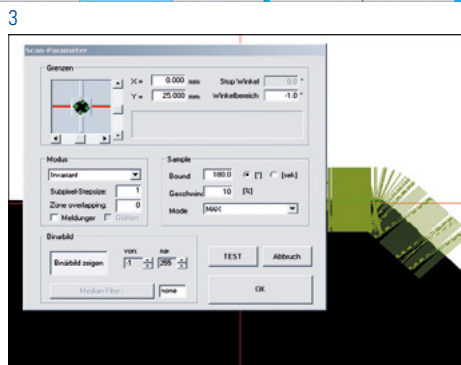 3
Scan-Parameter
Grenzen
X = 0.000 mm Stop Winkel 0.0 °
Y = 25.000 mm Winkelbereich -1.0 °
Modus
Invariant
Subpixel-Stepsize: 1
Zone overlapping: 0
Meldungen Glätten
Sample
Bound 180.0 [°] [sek]
Geschwind 10 [%]
Mode MAX
Binärbild
Binärbild zeigen von: -1 bis 255
Median Filter: none
TEST Abbruch
OK